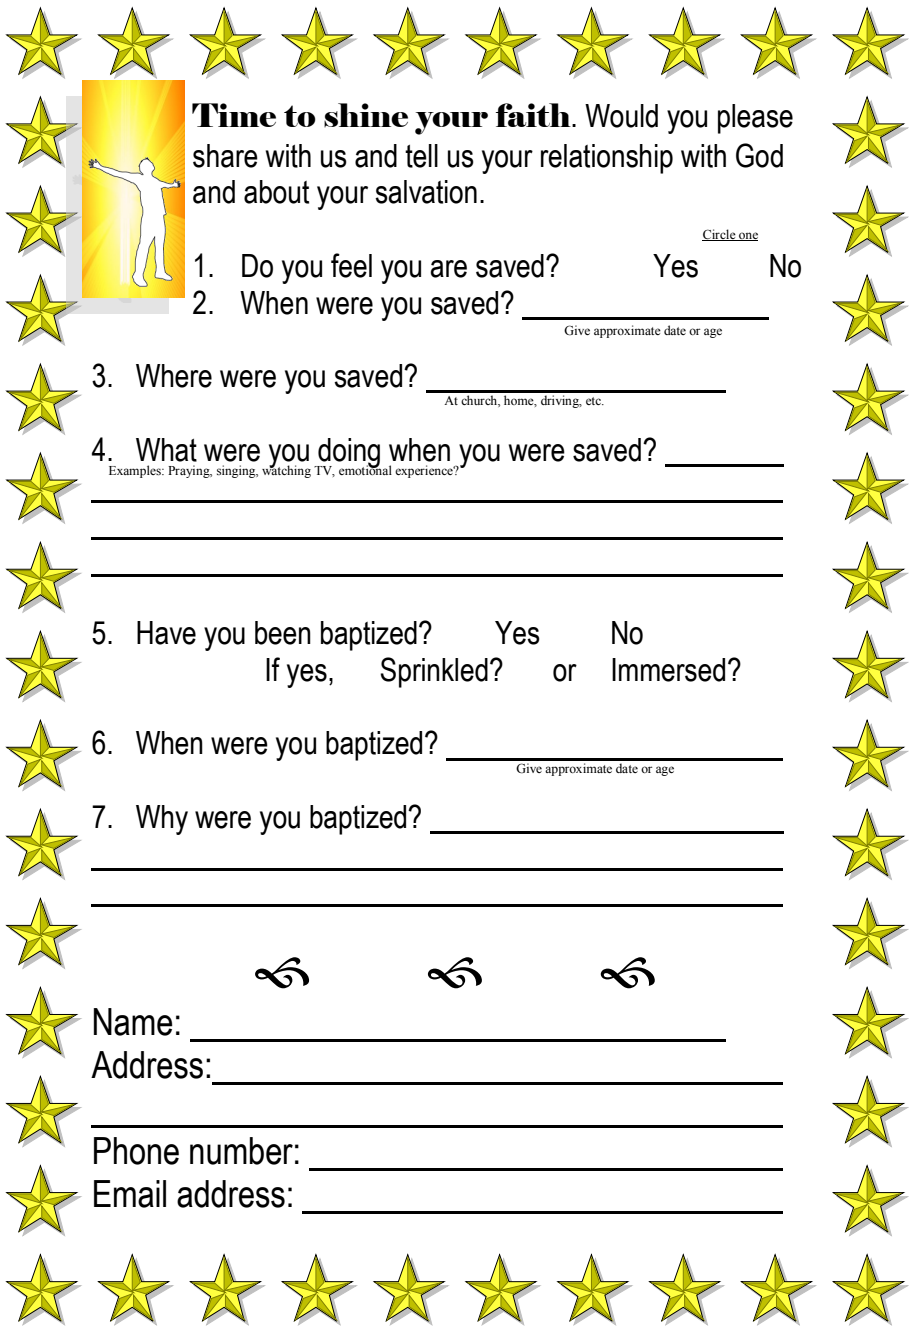 Time to shine your faith. Would you please
share with us and tell us your relationship with God
and about your salvation.
Circle one
1. Do you feel you are saved? Yes No
2. When were you saved?
Give approximate date or age
3. Where were you saved?
At church, home, driving, etc.
4. What were you doing when you were saved?
Examples: Praying, singing, watching TV, emotional experience?
5. Have you been baptized? Yes No
If yes, Sprinkled? or Immersed?
6. When were you baptized?
Give approximate date or age
7. Why were you baptized?
Name:
Address:
Phone number:
Email address: